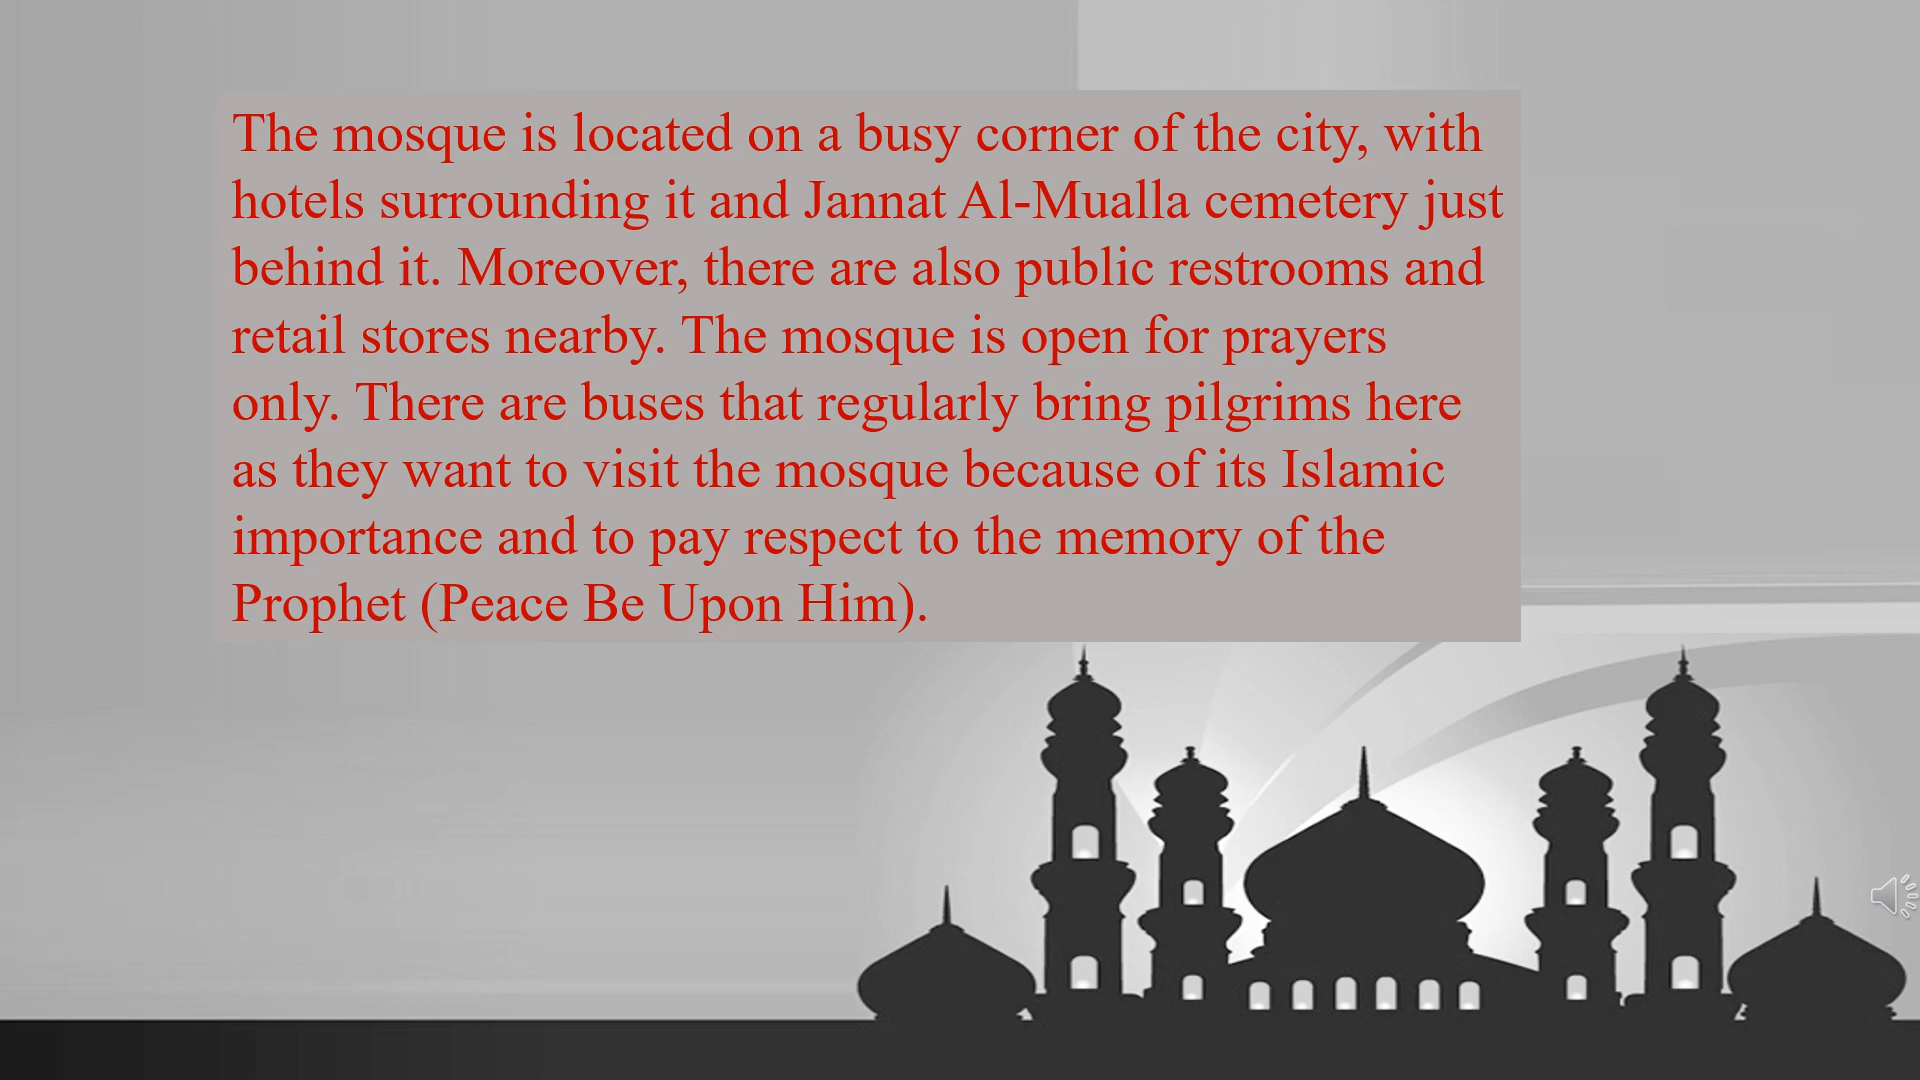 The mosque is located on a busy corner of the city, with
hotels surrounding it and Jannat Al-Mualla cemetery just
behind it. Moreover, there are also public restrooms and
retail stores nearby. The mosque is open for prayers
only. There are buses that regularly bring pilgrims here
as they want to visit the mosque because of its Islamic
importance and to pay respect to the memory of the
Prophet (Peace Be Upon Him).